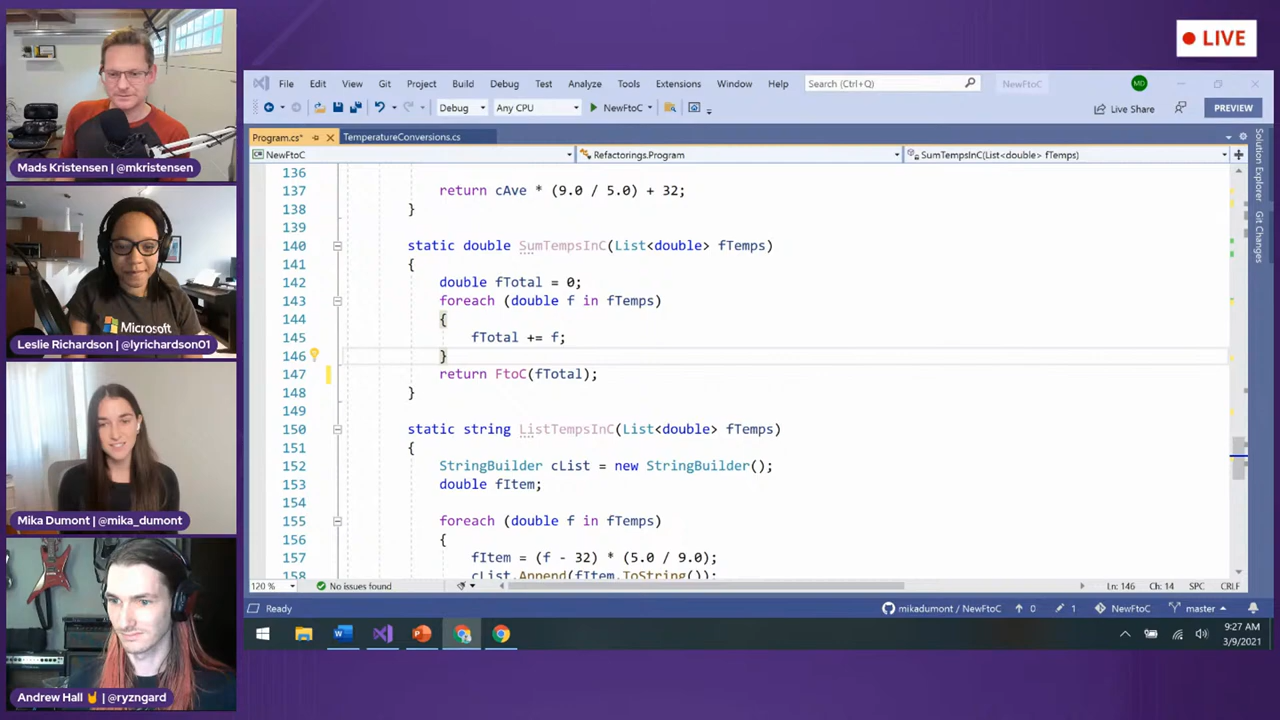 LIVE
File Edit View Git Project Build Debug Test Analyze Tools Extensions Window Help Search (Ctrl+Q) NewFtoC MD
Debug Any CPU NewFtoC Live Share PREVIEW
Program.cs* TemperatureConversions.cs
NewFtoC Refactorings.Program SumTempsInC(List<double> fTemps)
136
137 return cAve * (9.0 / 5.0) + 32;
138 }
139
140 static double SumTempsInC(List<double> fTemps)
141 {
142 double fTotal = 0;
143 foreach (double f in fTemps)
144 {
145 fTotal += f;
146 }
147 return FtoC(fTotal);
148 }
149
150 static string ListTempsInC(List<double> fTemps)
151 {
152 StringBuilder cList = new StringBuilder();
153 double fItem;
154
155 foreach (double f in fTemps)
156 {
157 fItem = (f - 32) * (5.0 / 9.0);
158 cList.Append(fItem.ToString());
120 % No issues found Ln: 146 Ch: 14 SPC CRLF
Ready mikadumont / NewFtoC 0 1 NewFtoC master
9:27 AM
3/9/2021
Solution Explorer
Git Changes
Mads Kristensen | @mkristensen
Microsoft
Leslie Richardson | @lyrichardson01
Mika Dumont | @mika_dumont
Andrew Hall 🤘 | @ryzngard